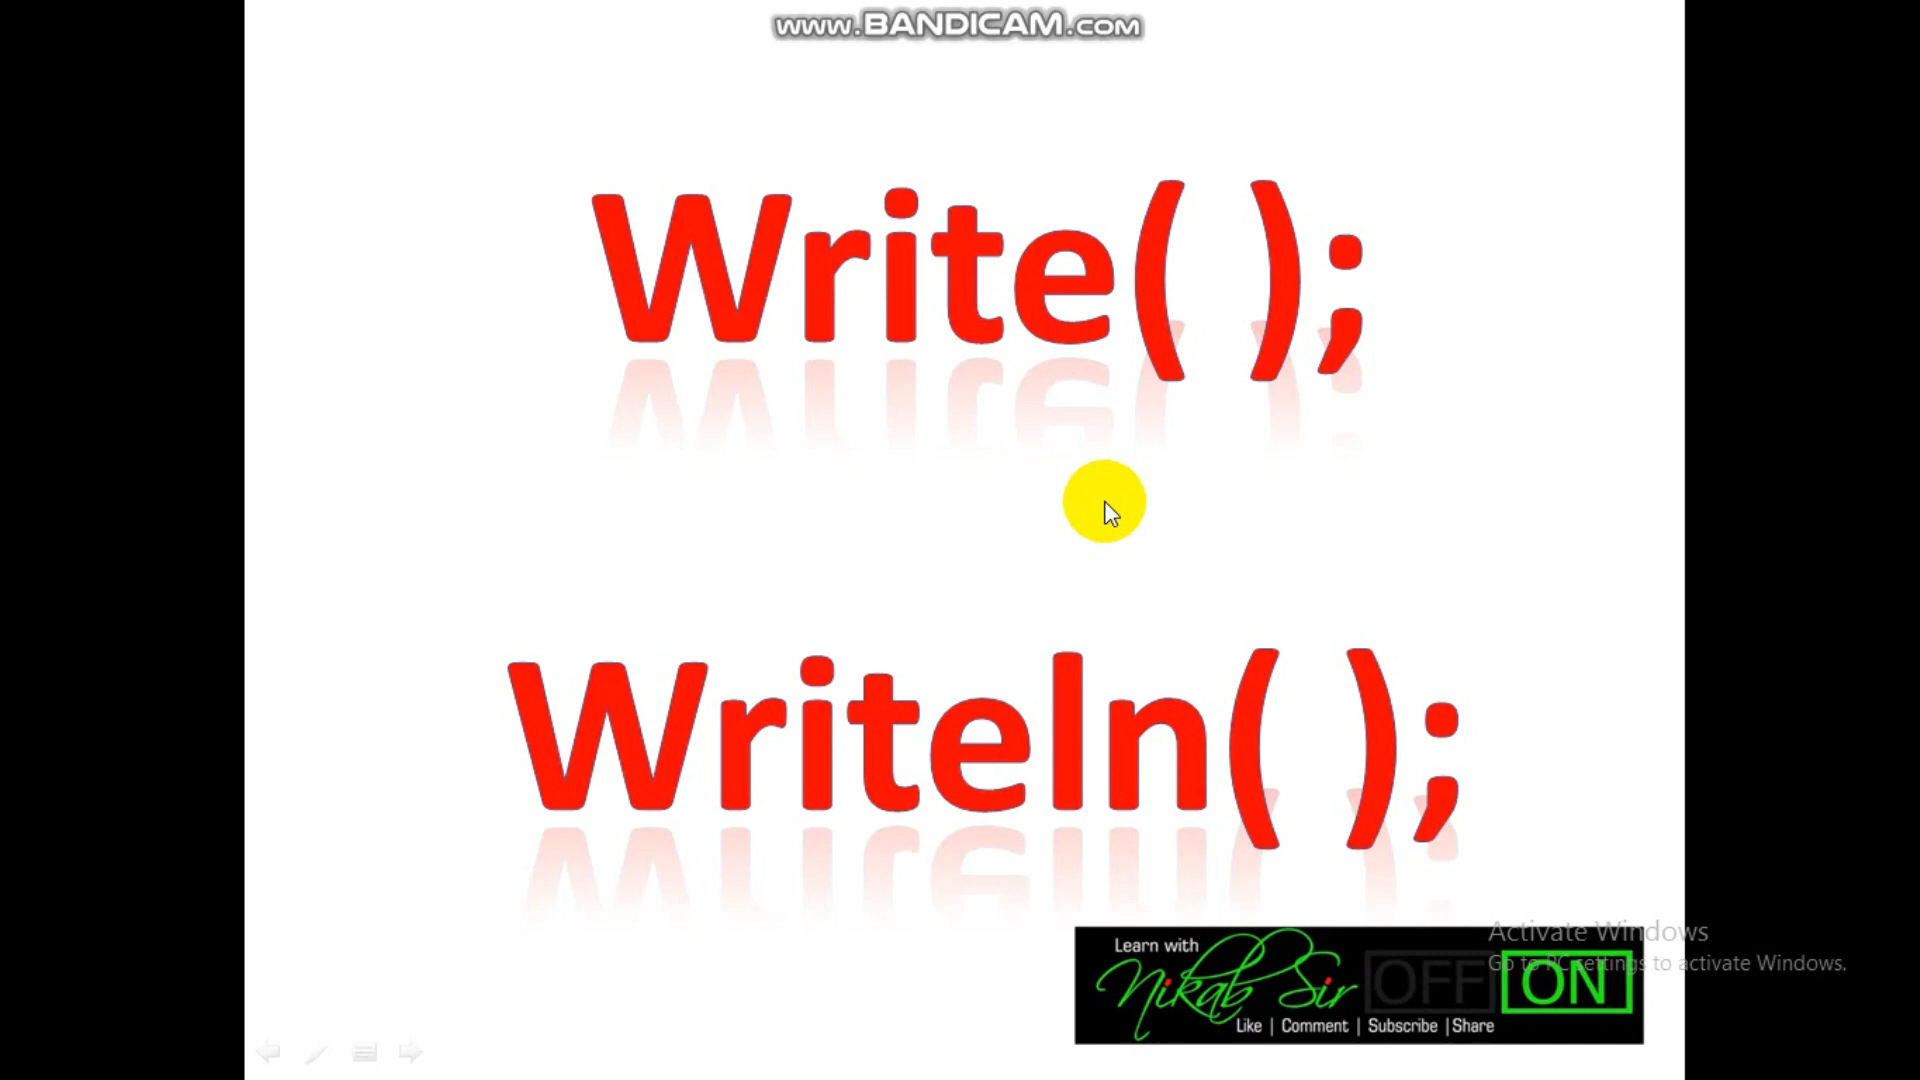 www.BANDICAM.com
Write( );
Writeln( );
Activate Windows
Go to PC settings to activate Windows.
Learn with
Nikab Sir
OFF ON
Like | Comment | Subscribe |Share